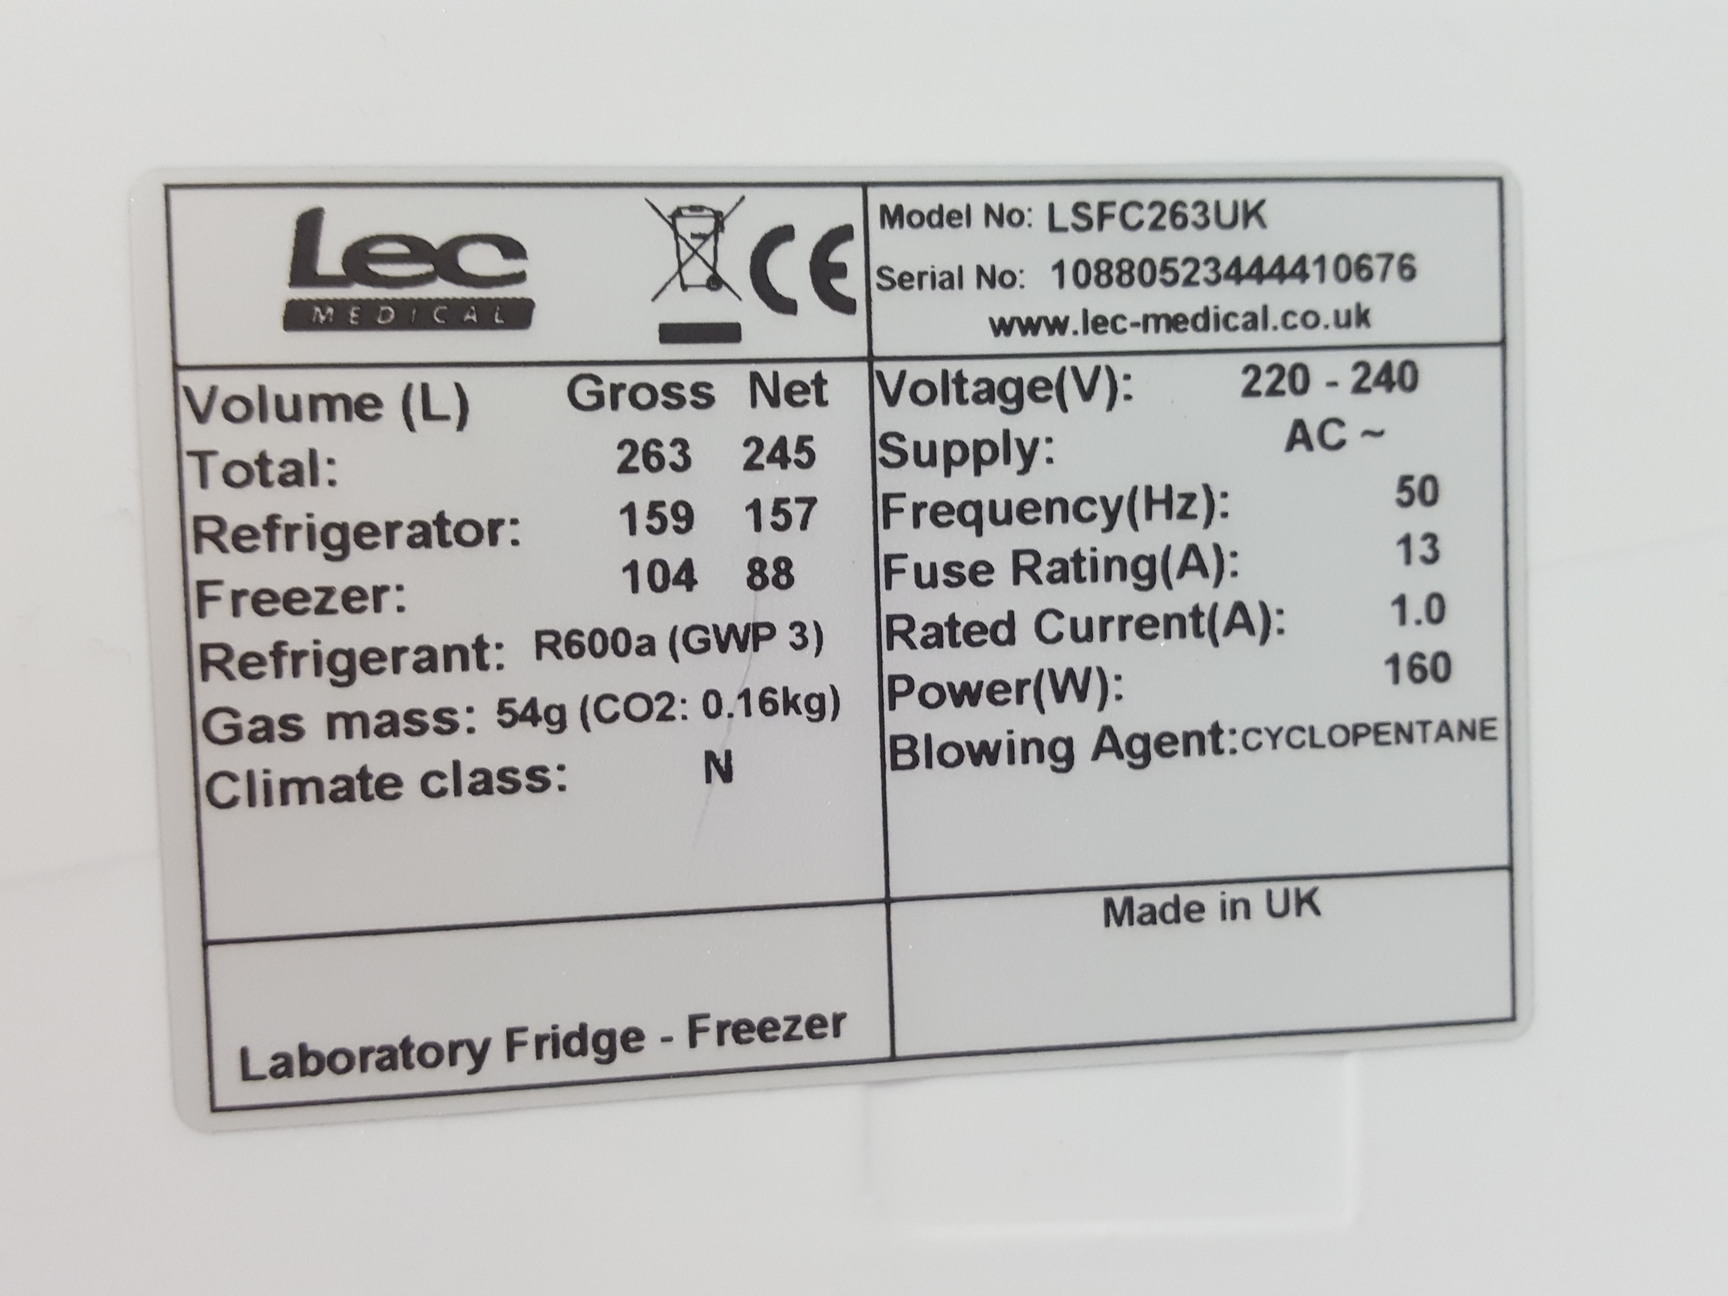 Lec
MEDICAL
CE
Model No: LSFC263UK
Serial No: 10880523444410676
www.lec-medical.co.uk
Volume (L) Gross Net
Total: 263 245
Refrigerator: 159 157
Freezer: 104 88
Refrigerant: R600a (GWP 3)
Gas mass: 54g (CO2: 0.16kg)
Climate class: N
Voltage(V): 220 - 240
Supply: AC ~
Frequency(Hz): 50
Fuse Rating(A): 13
Rated Current(A): 1.0
Power(W): 160
Blowing Agent:CYCLOPENTANE
Laboratory Fridge - Freezer
Made in UK